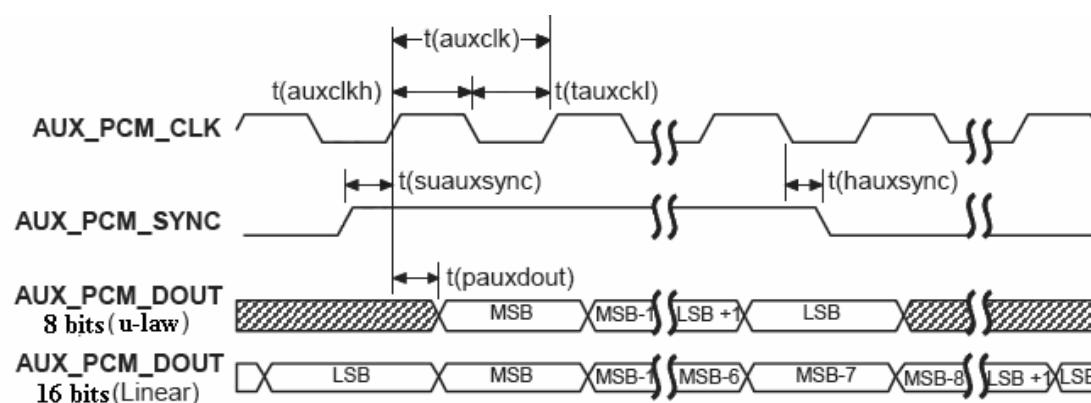 t(auxclk)
t(auxclkh) t(tauxckl)
AUX_PCM_CLK
t(suauxsync) t(hauxsync)
AUX_PCM_SYNC
t(pauxdout)
AUX_PCM_DOUT
8 bits(u-law) MSB MSB-1 LSB +1 LSB
AUX_PCM_DOUT
16 bits(Linear) LSB MSB MSB-1 MSB-6 MSB-7 MSB-8 LSB +1 LSB